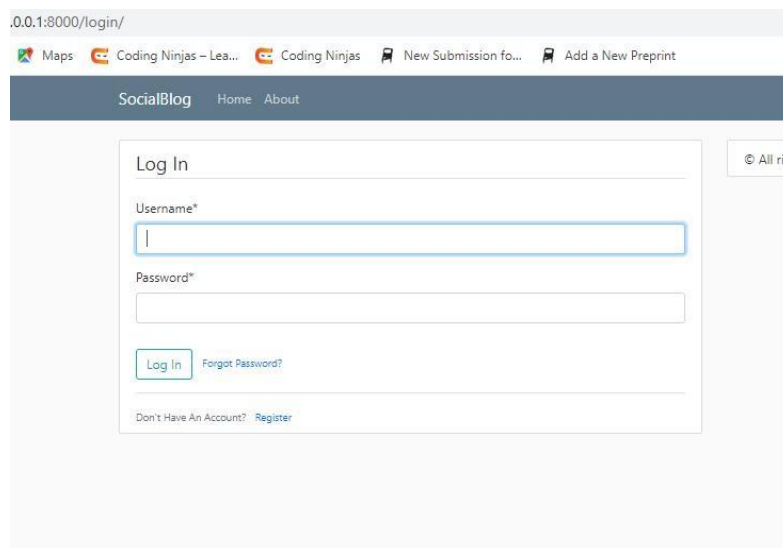 .0.0.1:8000/login/
Maps Coding Ninjas – Lea... Coding Ninjas New Submission fo... Add a New Preprint
SocialBlog Home About
Log In
© All
Username*
Password*
Log In Forgot Password?
Don't Have An Account? Register